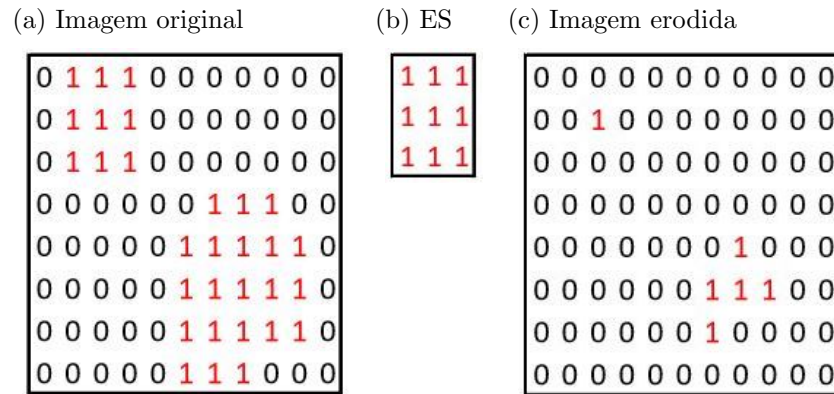 (a) Imagem original
0 1 1 1 0 0 0 0 0 0 0
0 1 1 1 0 0 0 0 0 0 0
0 1 1 1 0 0 0 0 0 0 0
0 0 0 0 0 0 1 1 1 0 0
0 0 0 0 0 1 1 1 1 1 0
0 0 0 0 0 1 1 1 1 1 0
0 0 0 0 0 1 1 1 1 1 0
0 0 0 0 0 1 1 1 0 0 0
(b) ES
1 1 1
1 1 1
1 1 1
(c) Imagem erodida
0 0 0 0 0 0 0 0 0 0 0
0 0 1 0 0 0 0 0 0 0 0
0 0 0 0 0 0 0 0 0 0 0
0 0 0 0 0 0 0 0 0 0 0
0 0 0 0 0 0 0 1 0 0 0
0 0 0 0 0 0 1 1 1 0 0
0 0 0 0 0 0 1 0 0 0 0
0 0 0 0 0 0 0 0 0 0 0